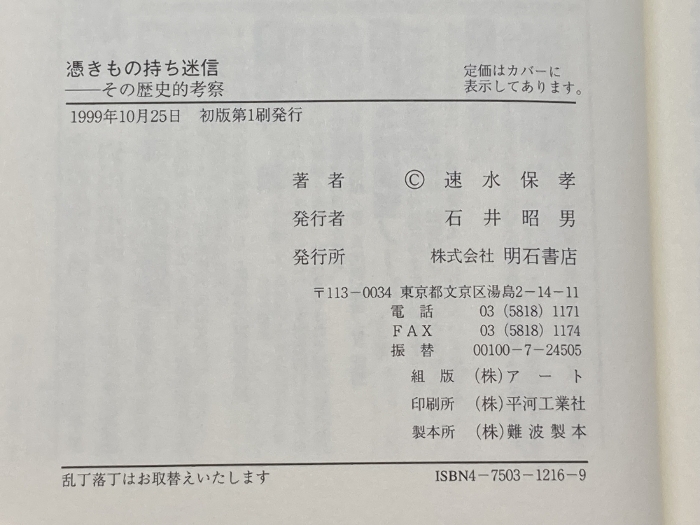 憑きもの持ち迷信
——その歴史的考察
定価はカバーに
表示してあります。
1999年10月25日　初版第1刷発行
著者　©　速水保孝
発行者　石井昭男
発行所　株式会社 明石書店
〒113-0034 東京都文京区湯島2-14-11
電話　03 (5818) 1171
FAX　03 (5818) 1174
振替　00100-7-24505
組版　(株)アート
印刷所　(株)平河工業社
製本所　(株)難波製本
乱丁落丁はお取替えいたします
ISBN4-7503-1216-9